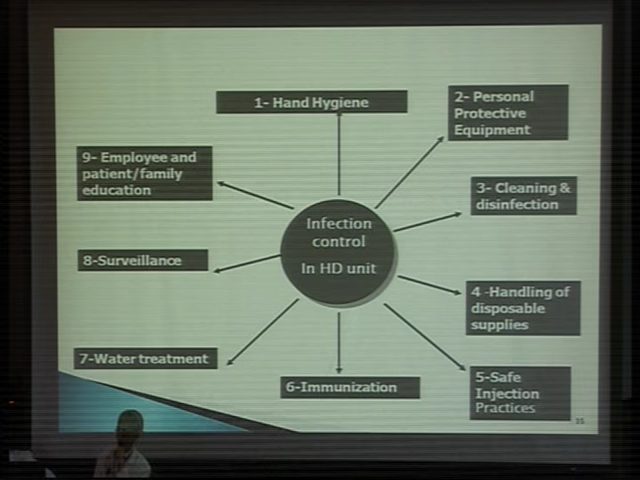 1- Hand Hygiene
2- Personal
Protective
Equipment
3- Cleaning &
disinfection
4 -Handling of
disposable
supplies
5-Safe
Injection
Practices
6-Immunization
7-Water treatment
8-Surveillance
9- Employee and
patient/family
education
Infection
control
In HD unit
35